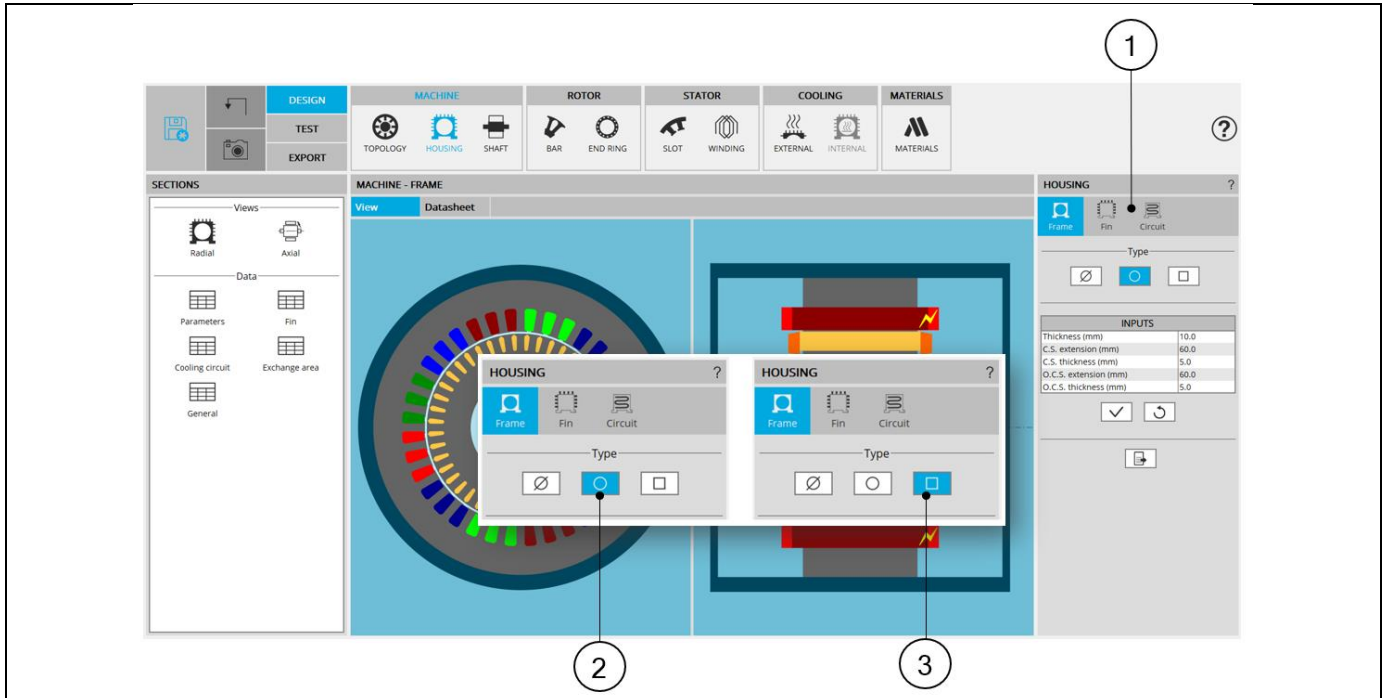 1
DESIGN
TEST
EXPORT
MACHINE
TOPOLOGY HOUSING SHAFT
ROTOR
BAR END RING
STATOR
SLOT WINDING
COOLING
EXTERNAL INTERNAL
MATERIALS
MATERIALS
?
SECTIONS
Views
Radial Axial
Data
Parameters Fin
Cooling circuit Exchange area
General
MACHINE - FRAME
View Datasheet
HOUSING ?
Frame Fin Circuit
Type
INPUTS
Thickness (mm) 10.0
C.S. extension (mm) 60.0
C.S. thickness (mm) 5.0
O.C.S. extension (mm) 60.0
O.C.S. thickness (mm) 5.0
HOUSING ?
Frame Fin Circuit
Type
HOUSING ?
Frame Fin Circuit
Type
2
3